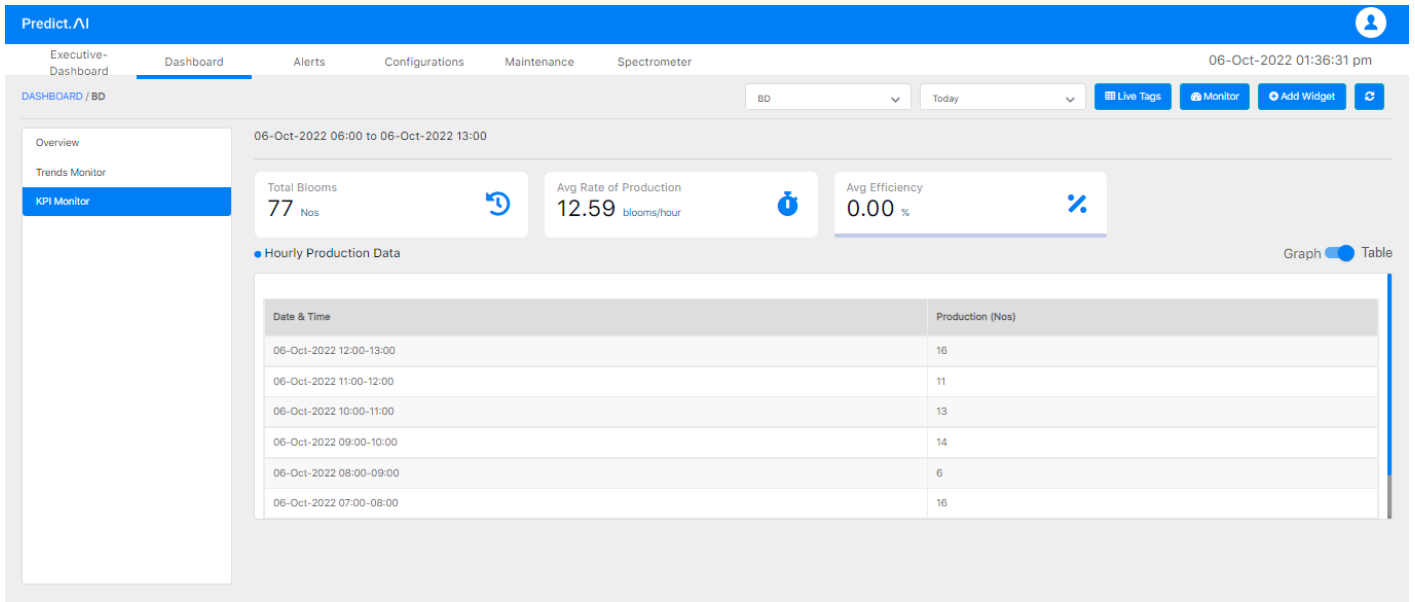 Predict.ΛI
Executive-
Dashboard
Dashboard
Alerts
Configurations
Maintenance
Spectrometer
06-Oct-2022 01:36:31 pm
DASHBOARD / BD
BD
Today
Live Tags
Monitor
Add Widget
Overview
Trends Monitor
KPI Monitor
06-Oct-2022 06:00 to 06-Oct-2022 13:00
Total Blooms
77 Nos
Avg Rate of Production
12.59 blooms/hour
Avg Efficiency
0.00 %
Hourly Production Data
Graph Table
Date & Time Production (Nos)
06-Oct-2022 12:00-13:00 16
06-Oct-2022 11:00-12:00 11
06-Oct-2022 10:00-11:00 13
06-Oct-2022 09:00-10:00 14
06-Oct-2022 08:00-09:00 6
06-Oct-2022 07:00-08:00 16